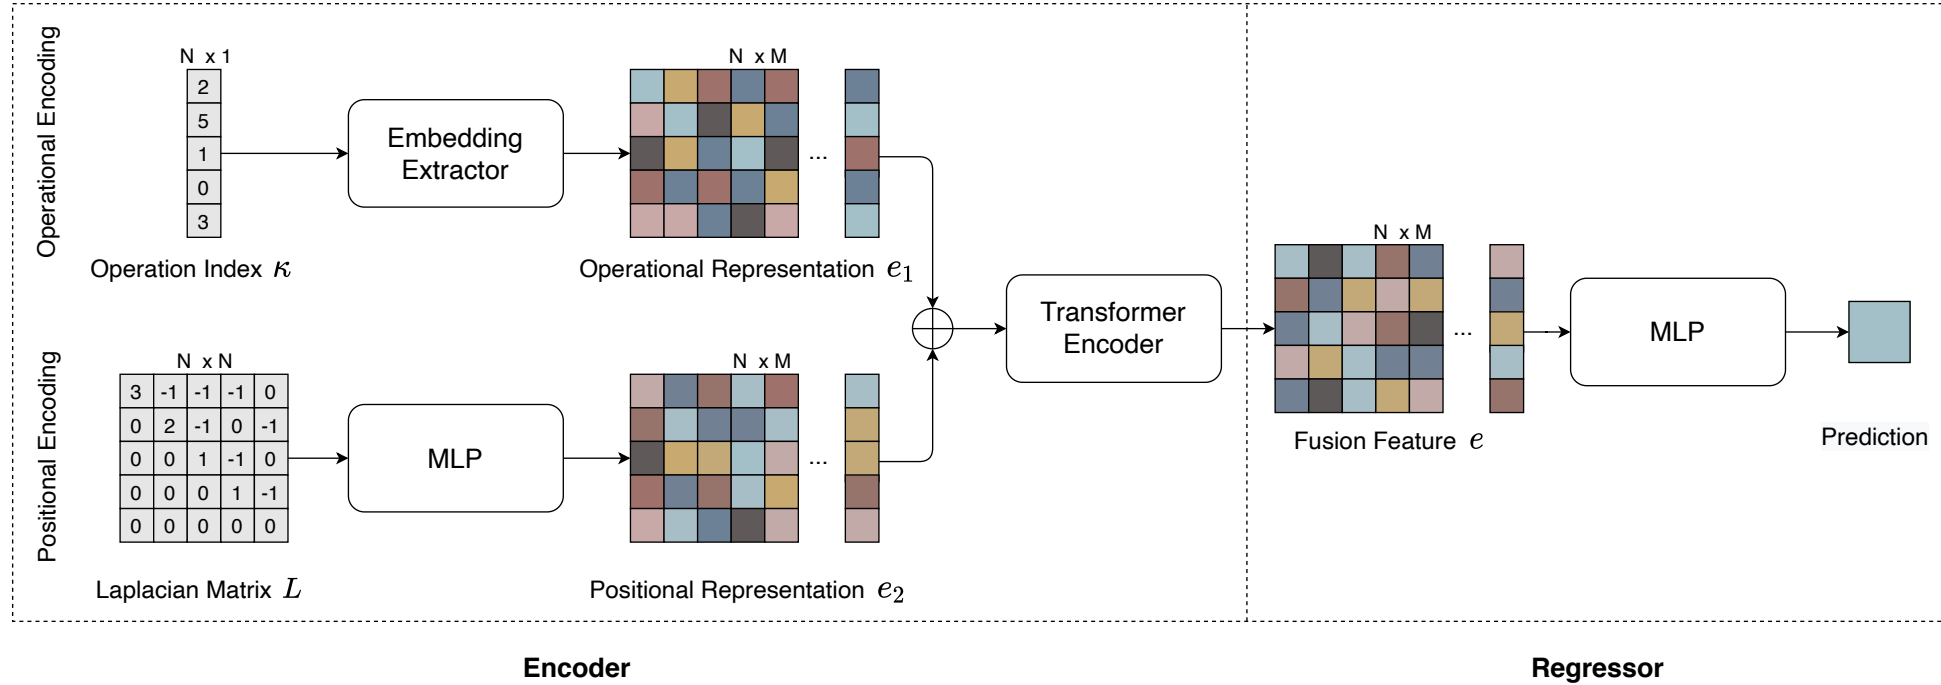 Operational Encoding
N x 1
2
5
1
0
3
Operation Index κ
Embedding
Extractor
N x M
...
Operational Representation e₁
Positional Encoding
N x N
3 -1 -1 -1 0
0 2 -1 0 -1
0 0 1 -1 0
0 0 0 1 -1
0 0 0 0 0
Laplacian Matrix L
MLP
N x M
...
Positional Representation e₂
Transformer
Encoder
N x M
...
Fusion Feature e
MLP
Prediction
Encoder
Regressor